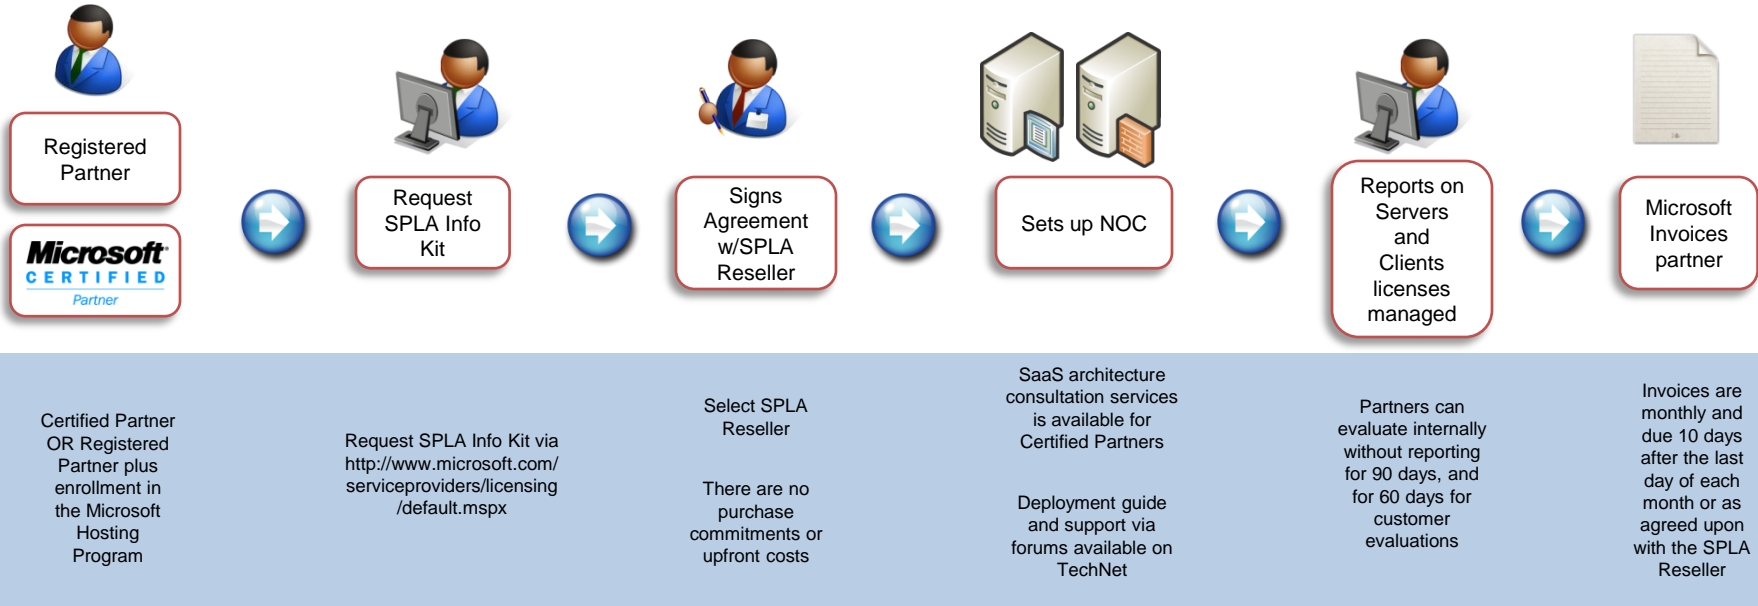 Registered
Partner
Microsoft
CERTIFIED
Partner
Request
SPLA Info
Kit
Signs
Agreement
w/SPLA
Reseller
Sets up NOC
Reports on
Servers
and
Clients
licenses
managed
Microsoft
Invoices
partner
Certified Partner
OR Registered
Partner plus
enrollment in
the Microsoft
Hosting
Program
Request SPLA Info Kit via
http://www.microsoft.com/
serviceproviders/licensing
/default.mspx
Select SPLA
Reseller
There are no
purchase
commitments or
upfront costs
SaaS architecture
consultation services
is available for
Certified Partners
Deployment guide
and support via
forums available on
TechNet
Partners can
evaluate internally
without reporting
for 90 days, and
for 60 days for
customer
evaluations
Invoices are
monthly and
due 10 days
after the last
day of each
month or as
agreed upon
with the SPLA
Reseller